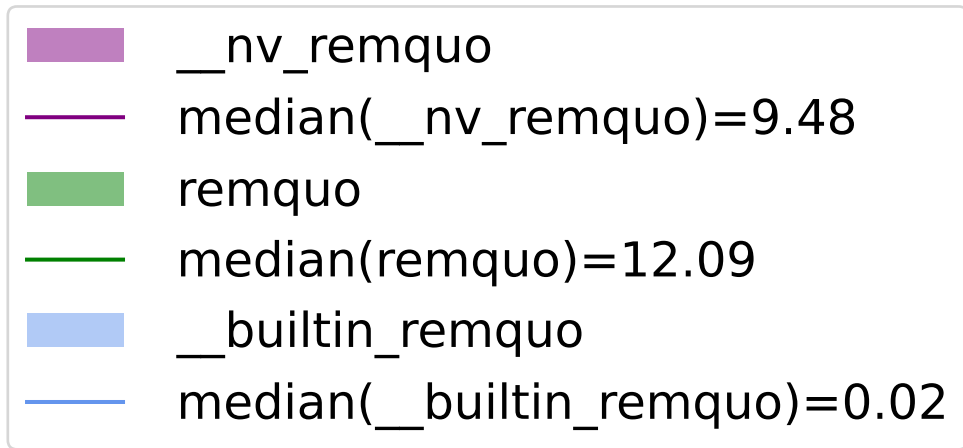 __nv_remquo
median(__nv_remquo)=9.48
remquo
median(remquo)=12.09
__builtin_remquo
median(__builtin_remquo)=0.02